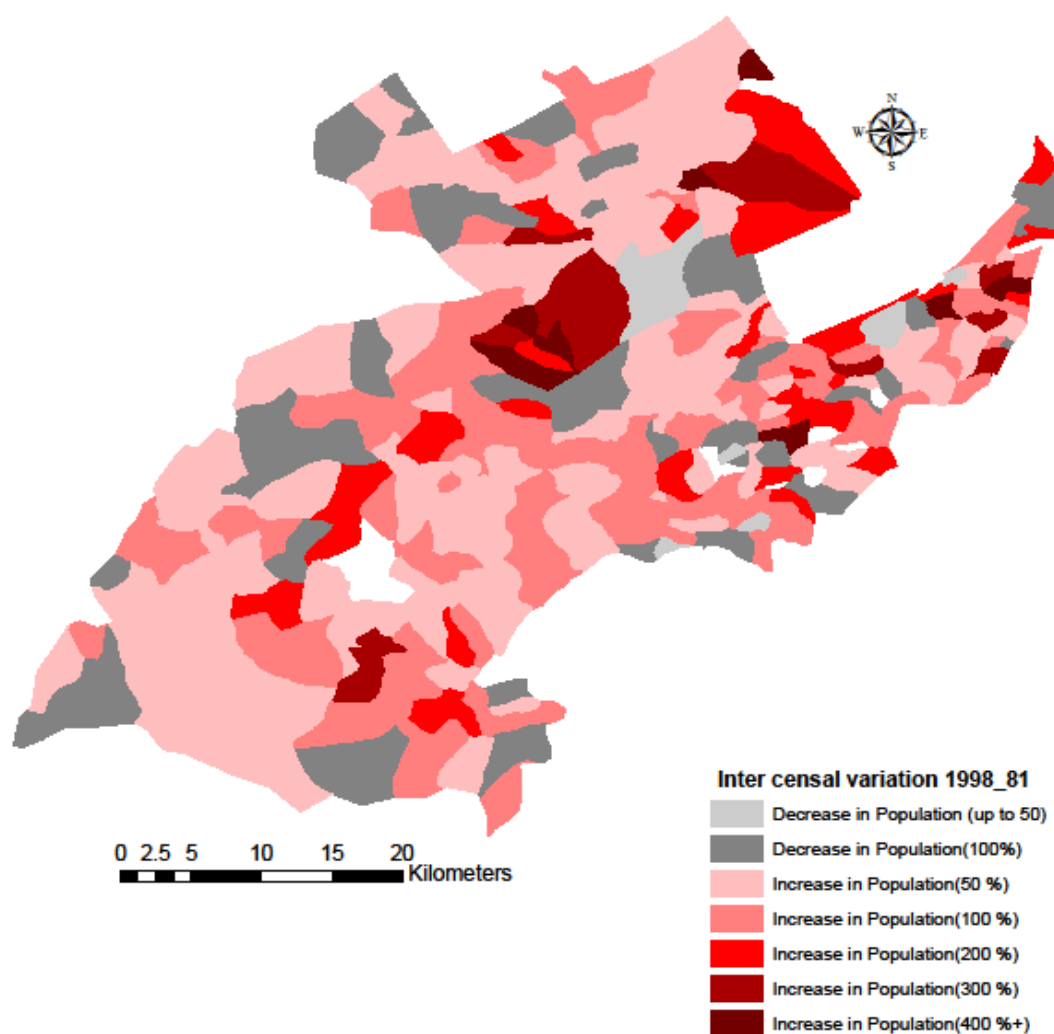 N
W E
S
Inter censal variation 1998_81
Decrease in Population (up to 50)
Decrease in Population(100%)
Increase in Population(50 %)
Increase in Population(100 %)
Increase in Population(200 %)
Increase in Population(300 %)
Increase in Population(400 %+)
0 2.5 5 10 15 20
Kilometers